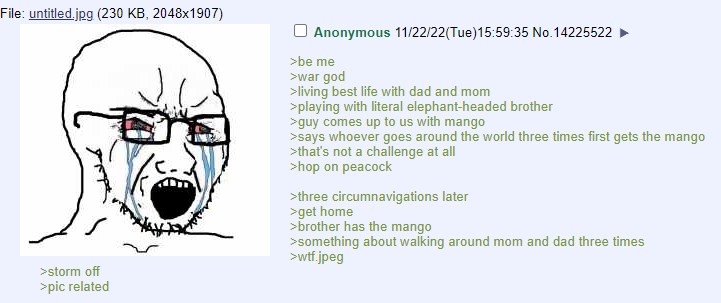 File: untitled.jpg (230 KB, 2048x1907)
Anonymous 11/22/22(Tue)15:59:35 No.14225522 ▶
>be me
>war god
>living best life with dad and mom
>playing with literal elephant-headed brother
>guy comes up to us with mango
>says whoever goes around the world three times first gets the mango
>that's not a challenge at all
>hop on peacock
>three circumnavigations later
>get home
>brother has the mango
>something about walking around mom and dad three times
>wtf.jpeg
>storm off
>pic related